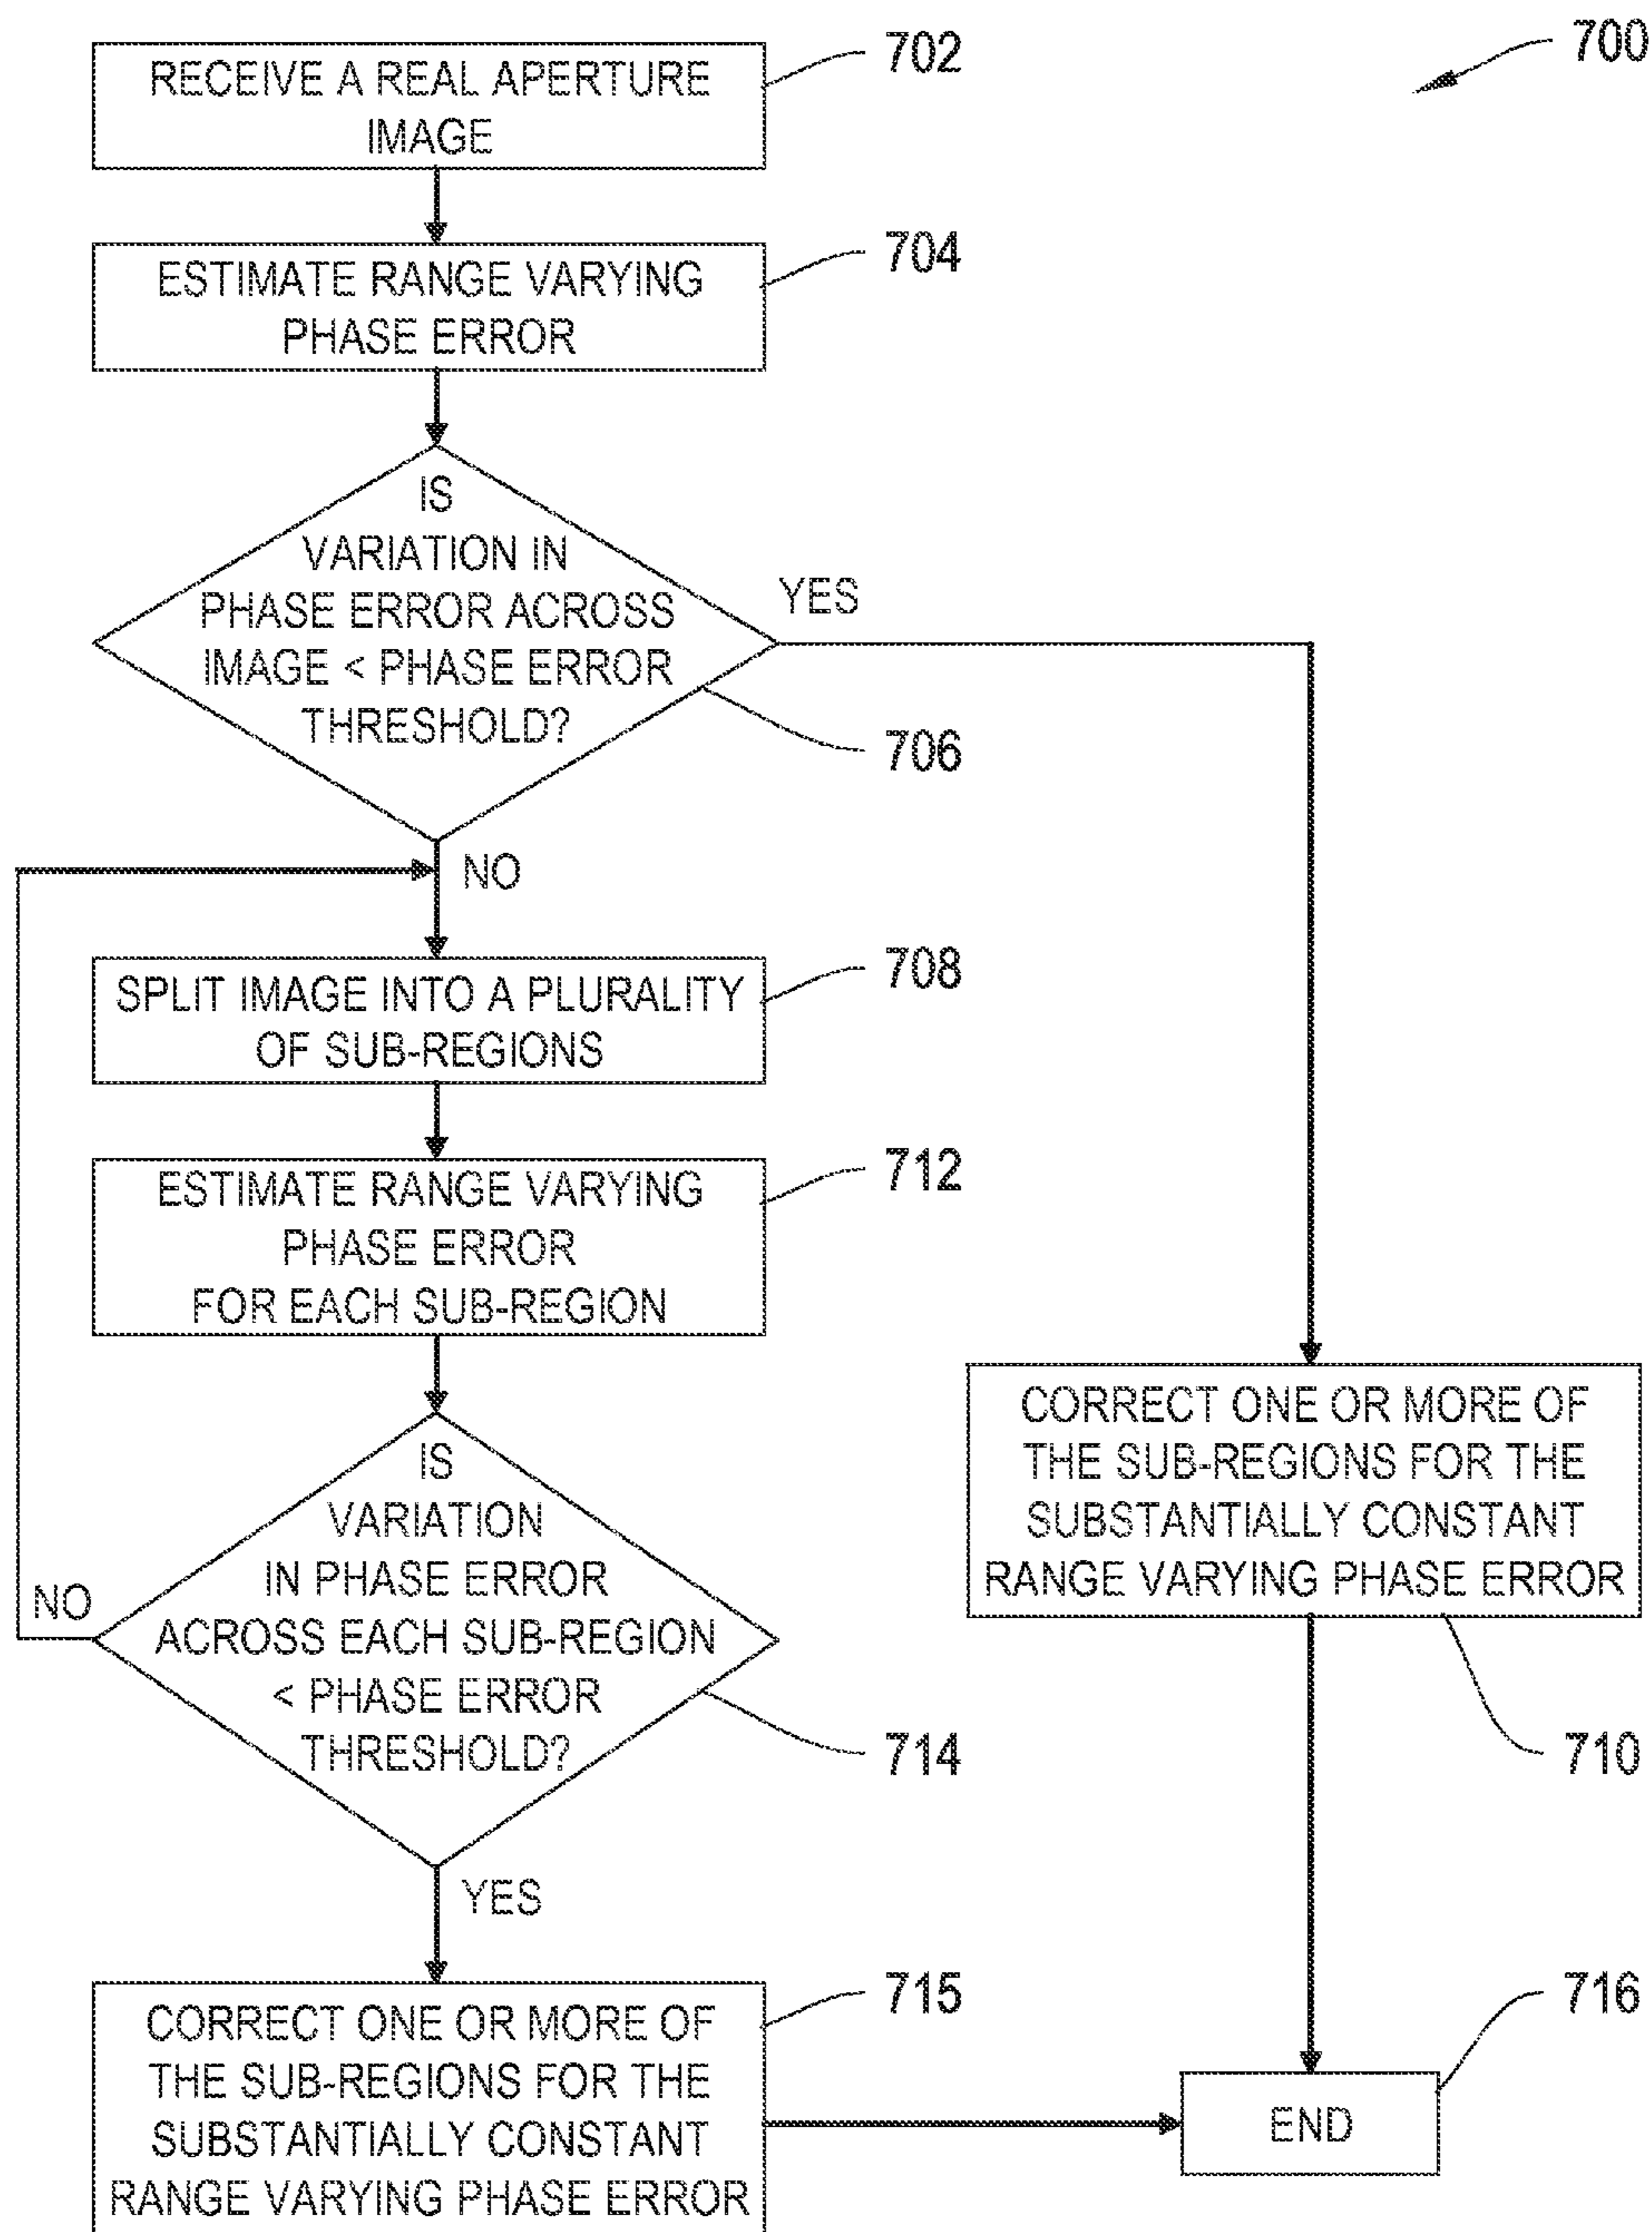 700
702
RECEIVE A REAL APERTURE
IMAGE
704
ESTIMATE RANGE VARYING
PHASE ERROR
IS
VARIATION IN
PHASE ERROR ACROSS
IMAGE < PHASE ERROR
THRESHOLD?
YES
706
NO
708
SPLIT IMAGE INTO A PLURALITY
OF SUB-REGIONS
712
ESTIMATE RANGE VARYING
PHASE ERROR
FOR EACH SUB-REGION
IS
VARIATION
IN PHASE ERROR
ACROSS EACH SUB-REGION
< PHASE ERROR
THRESHOLD?
NO
714
YES
CORRECT ONE OR MORE OF
THE SUB-REGIONS FOR THE
SUBSTANTIALLY CONSTANT
RANGE VARYING PHASE ERROR
710
715
CORRECT ONE OR MORE OF
THE SUB-REGIONS FOR THE
SUBSTANTIALLY CONSTANT
RANGE VARYING PHASE ERROR
716
END